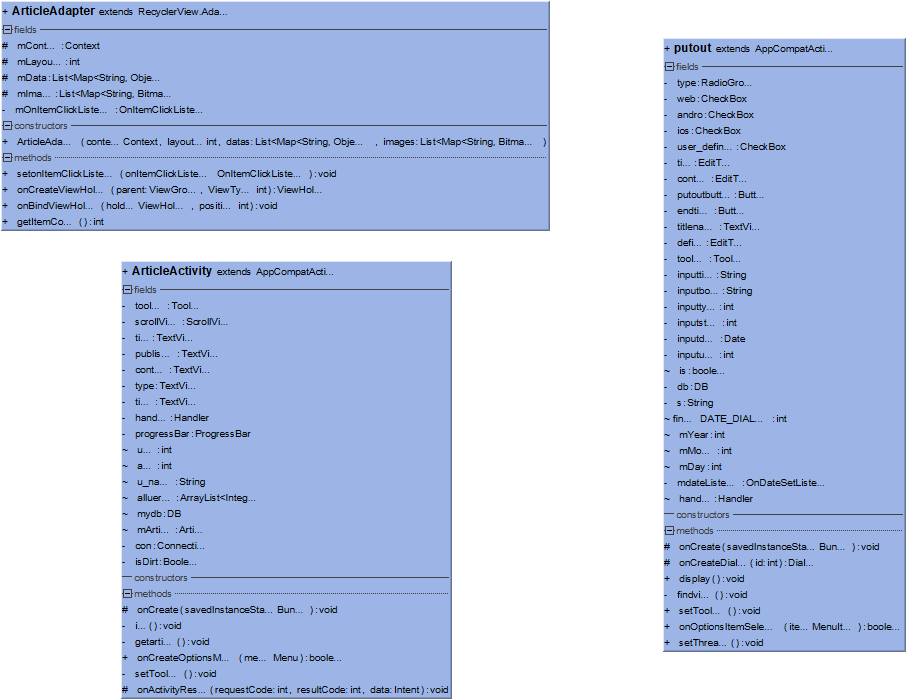 + ArticleAdapter extends RecyclerView.Ada...
fields
# mCont... : Context
# mLayou... : int
# mData : List<Map<String, Obje...
# mIma... : List<Map<String, Bitma...
- mOnItemClickListe... : OnItemClickListe...
constructors
+ ArticleAda... (conte... Context, layout... int, datas: List<Map<String, Obje... , images: List<Map<String, Bitma... )
methods
+ setonItemClickListe... (onItemClickListe... OnItemClickListe... ) : void
+ onCreateViewHol... (parent: ViewGro... , ViewTy... int) : ViewHol...
+ onBindViewHol... (hold... ViewHol... , positi... int) : void
+ getItemCo... () : int
+ ArticleActivity extends AppCompatActi...
fields
- tool... : Tool...
- scrollVi... : ScrollVi...
- ti... : TextVi...
- publis... : TextVi...
- cont... : TextVi...
- type : TextVi...
- ti... : TextVi...
- hand... : Handler
- progressBar : ProgressBar
~ u... : int
~ a... : int
~ u_na... : String
~ alluer... : ArrayList<Integ...
~ mydb : DB
~ mArti... : Arti...
- con : Connecti...
- isDirt : Boole...
constructors
methods
# onCreate (savedInstanceSta... Bun... ) : void
- i... () : void
- getarti... () : void
+ onCreateOptionsM... (me... Menu) : boole...
- setTool... () : void
# onActivityRes... (requestCode: int, resultCode: int, data: Intent) : void
+ putout extends AppCompatActi...
fields
- type : RadioGro...
- web : CheckBox
- andro : CheckBox
- ios : CheckBox
- user_defin... : CheckBox
- ti... : EditT...
- cont... : EditT...
- putoutbutt... : Butt...
- endti... : Butt...
- titlena... : TextVi...
- defi... : EditT...
- tool... : Tool...
- inputti... : String
- inputbo... : String
- inputty... : int
- inputst... : int
- inputd... : Date
- inputu... : int
~ is : boole...
- db : DB
- s : String
~ fin... DATE_DIAL... : int
~ mYear : int
~ mMo... : int
~ mDay : int
- mdateListe... : OnDateSetListe...
~ hand... : Handler
constructors
methods
# onCreate (savedInstanceSta... Bun... ) : void
# onCreateDial... (id: int) : Dial...
+ display () : void
- findvi... () : void
+ setTool... () : void
+ onOptionsItemSele... (ite... MenuIt... ) : boole...
+ setThrea... () : void